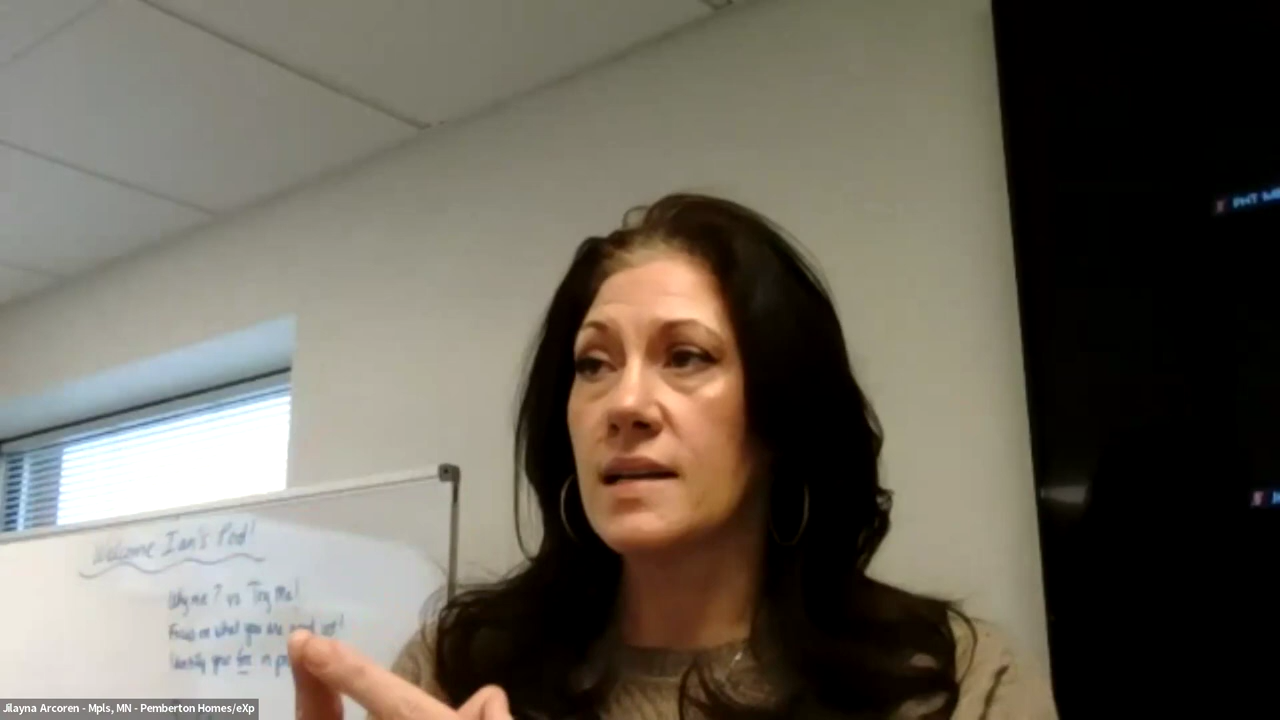 Welcome Ian's Pod!
Why me? vs Try Me!
Focus on what you are good at!
Identify your in
PHT
Jilayna Arcoren - Mpls, MN - Pemberton Homes/eXp